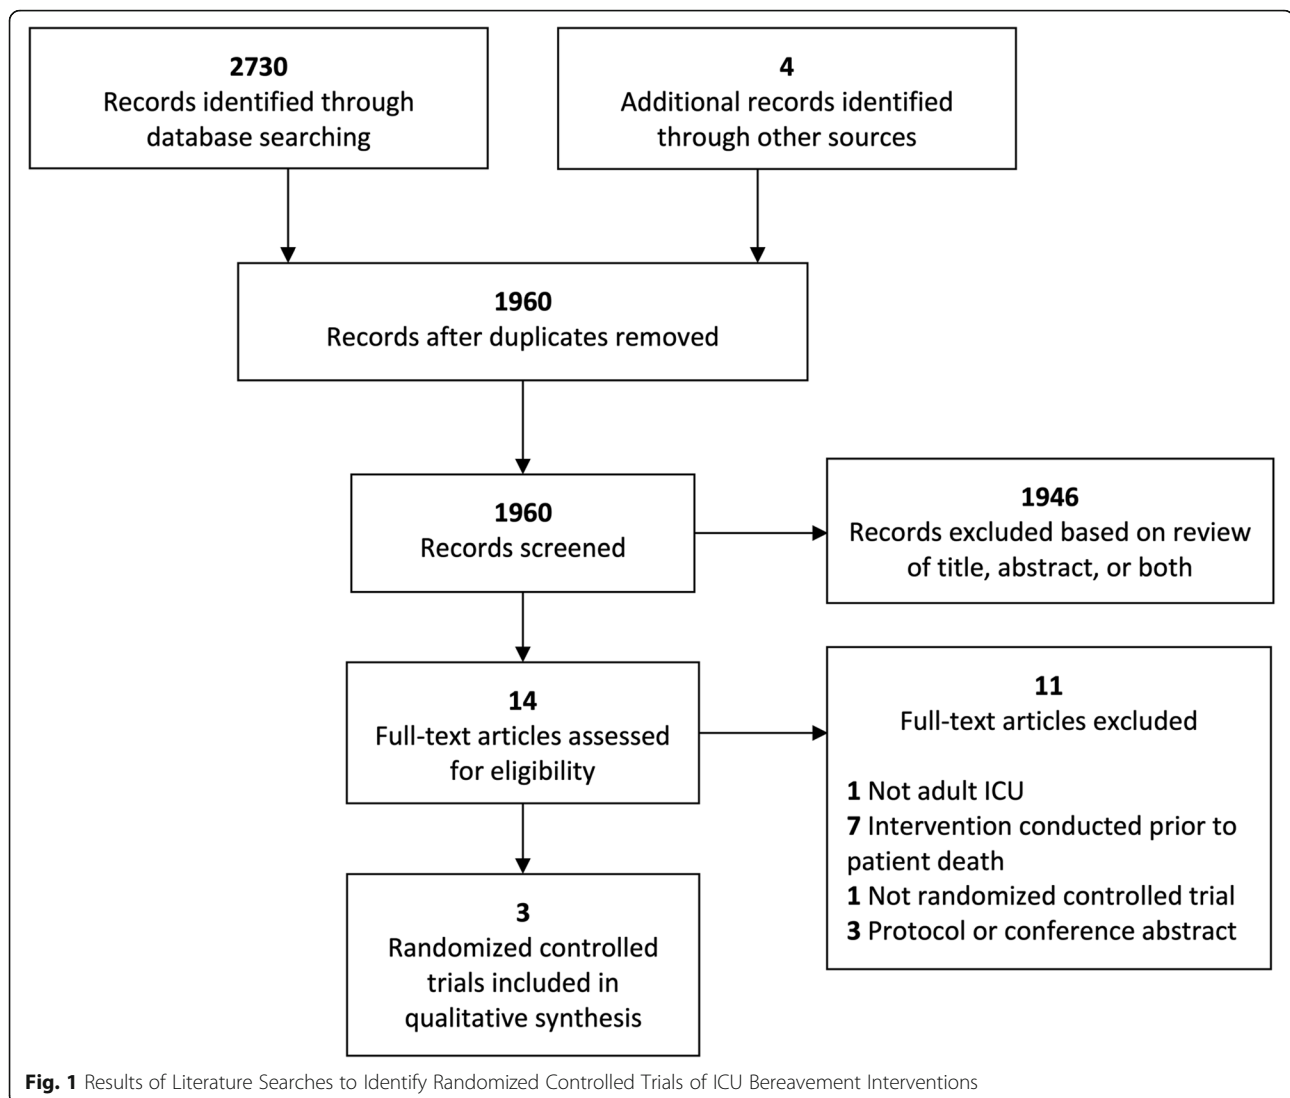 2730
Records identified through
database searching
4
Additional records identified
through other sources
1960
Records after duplicates removed
1960
Records screened
1946
Records excluded based on review
of title, abstract, or both
14
Full-text articles assessed
for eligibility
11
Full-text articles excluded
1 Not adult ICU
7 Intervention conducted prior to
patient death
1 Not randomized controlled trial
3 Protocol or conference abstract
3
Randomized controlled
trials included in
qualitative synthesis
Fig. 1 Results of Literature Searches to Identify Randomized Controlled Trials of ICU Bereavement Interventions